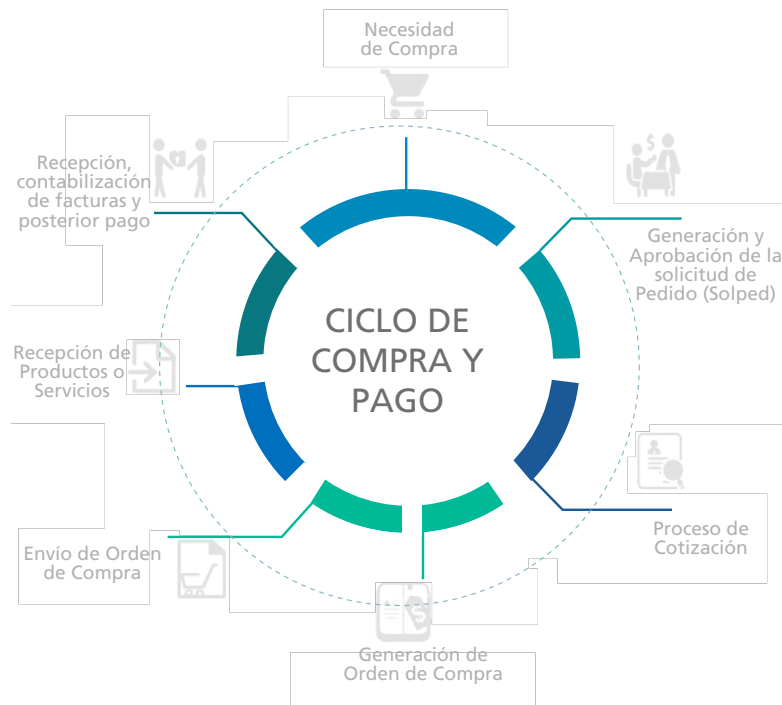 Necesidad
de Compra
Generación y
Aprobación de la
solicitud de
Pedido (Solped)
Proceso de
Cotización
Generación de
Orden de Compra
Envío de Orden
de Compra
Recepción de
Productos o
Servicios
Recepción,
contabilización
de facturas y
posterior pago
CICLO DE
COMPRA Y
PAGO